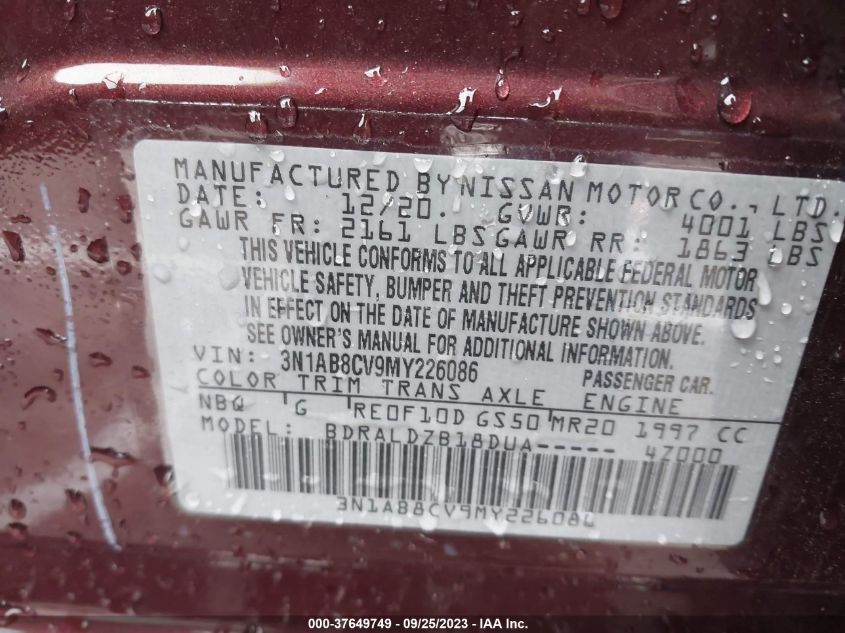 MANUFACTURED BY NISSAN MOTOR CO., LTD.
DATE: 12/20. GVWR: 4001 LBS
GAWR FR: 2161 LBS GAWR RR: 1863 LBS
THIS VEHICLE CONFORMS TO ALL APPLICABLE FEDERAL MOTOR
VEHICLE SAFETY, BUMPER AND THEFT PREVENTION STANDARDS
IN EFFECT ON THE DATE OF MANUFACTURE SHOWN ABOVE.
SEE OWNER'S MANUAL FOR ADDITIONAL INFORMATION.
VIN: 3N1AB8CV9MY226086 PASSENGER CAR.
COLOR TRIM TRANS AXLE ENGINE
NBQ G RE0F10D GS50 MR20 1997 CC
MODEL: BDRALDZB18DUA----- 4Z000
3N1AB8CV9MY226086
000-37649749 - 09/25/2023 - IAA Inc.